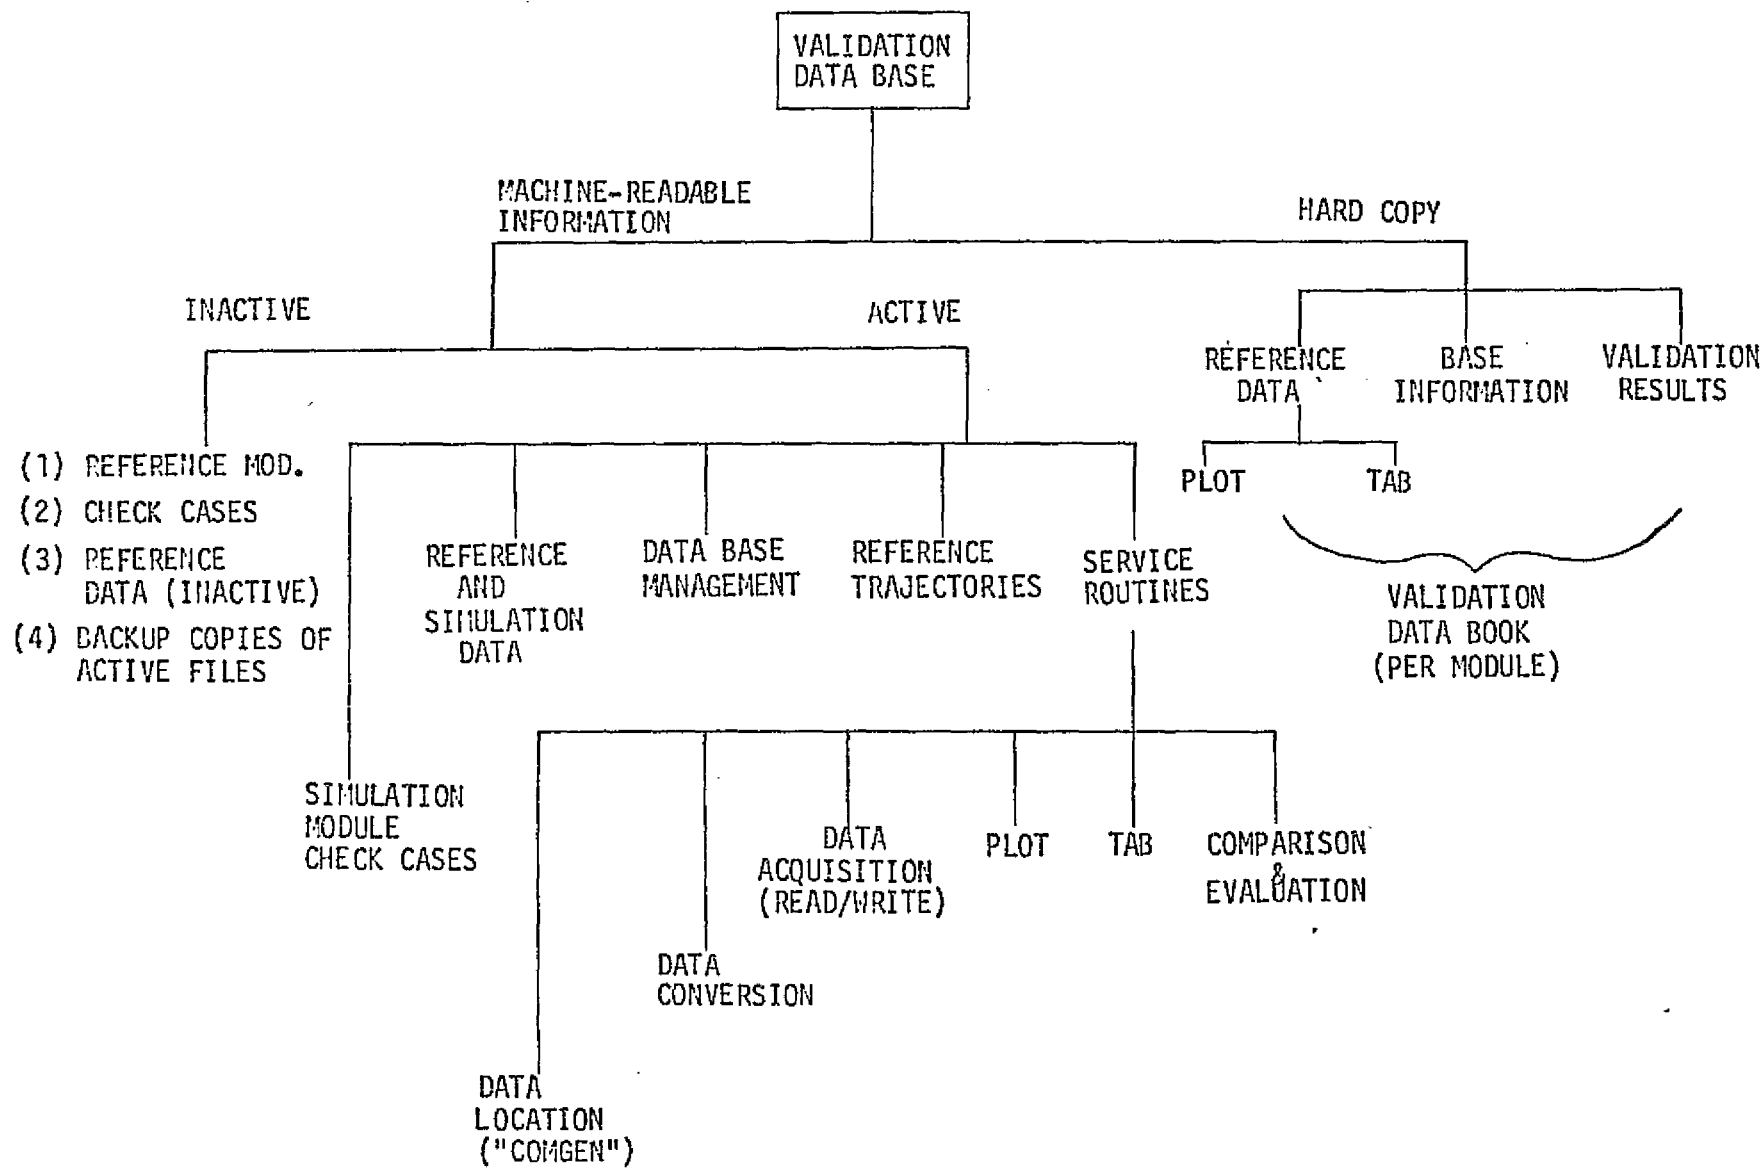 VALIDATION
DATA BASE
MACHINE-READABLE
INFORMATION
HARD COPY
INACTIVE
ACTIVE
REFERENCE
DATA
BASE
INFORMATION
VALIDATION
RESULTS
(1) REFERENCE MOD.
(2) CHECK CASES
(3) REFERENCE
DATA (INACTIVE)
(4) BACKUP COPIES OF
ACTIVE FILES
PLOT
TAB
REFERENCE
AND
SIMULATION
DATA
DATA BASE
MANAGEMENT
REFERENCE
TRAJECTORIES
SERVICE
ROUTINES
VALIDATION
DATA BOOK
(PER MODULE)
SIMULATION
MODULE
CHECK CASES
DATA
ACQUISITION
(READ/WRITE)
PLOT
TAB
COMPARISON
&
EVALUATION
DATA
CONVERSION
DATA
LOCATION
("COMGEN")